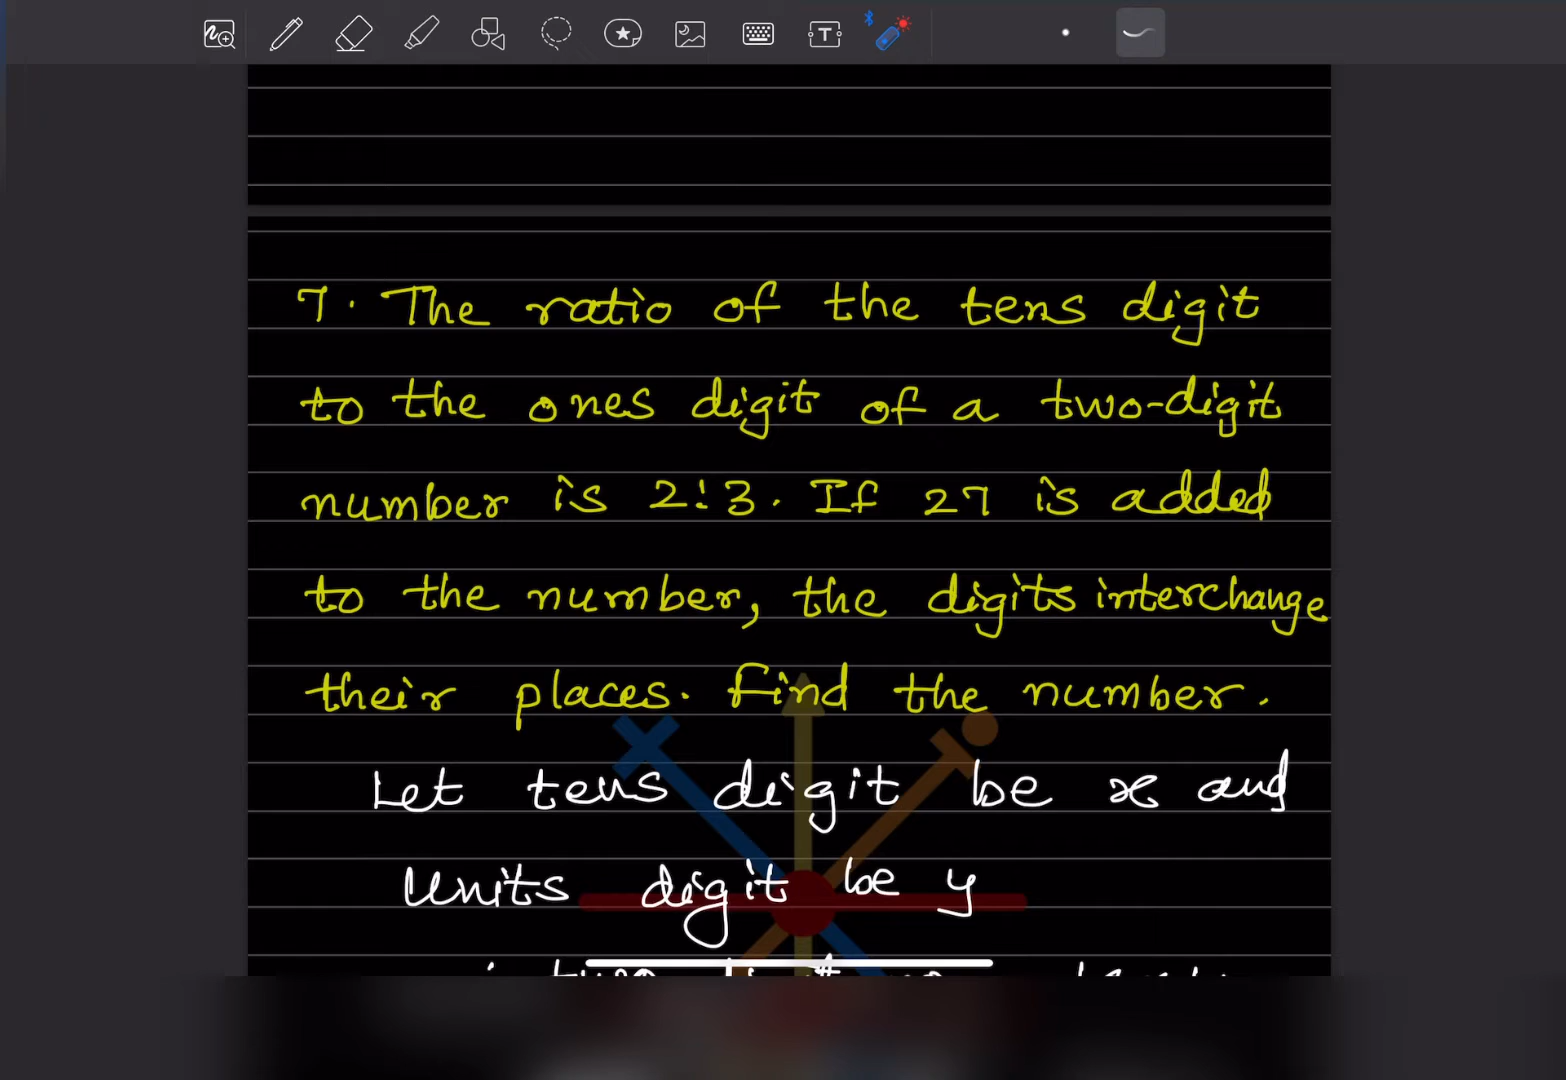 7. The ratio of the tens digit
to the ones digit of a two-digit
number is 2:3. If 27 is added
to the number, the digits interchange
their places. Find the number.
Let tens digit be x and
units digit be y